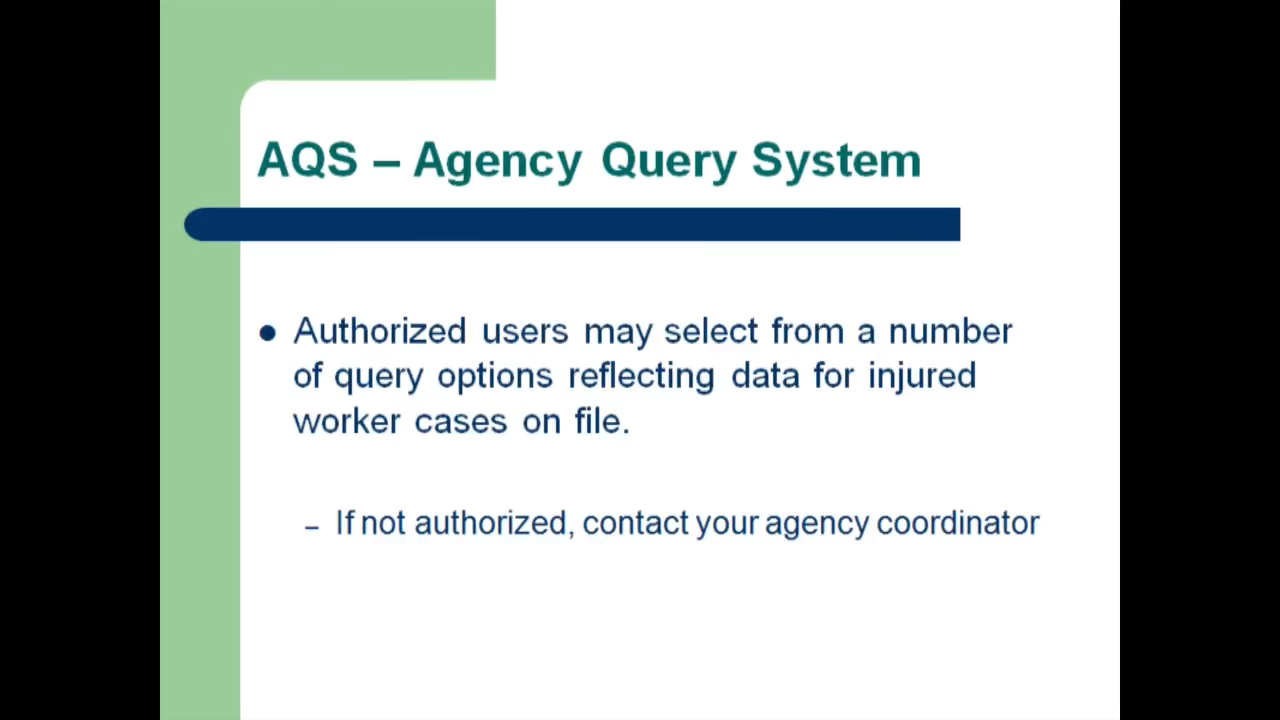 AQS – Agency Query System
● Authorized users may select from a number
of query options reflecting data for injured
worker cases on file.
– If not authorized, contact your agency coordinator